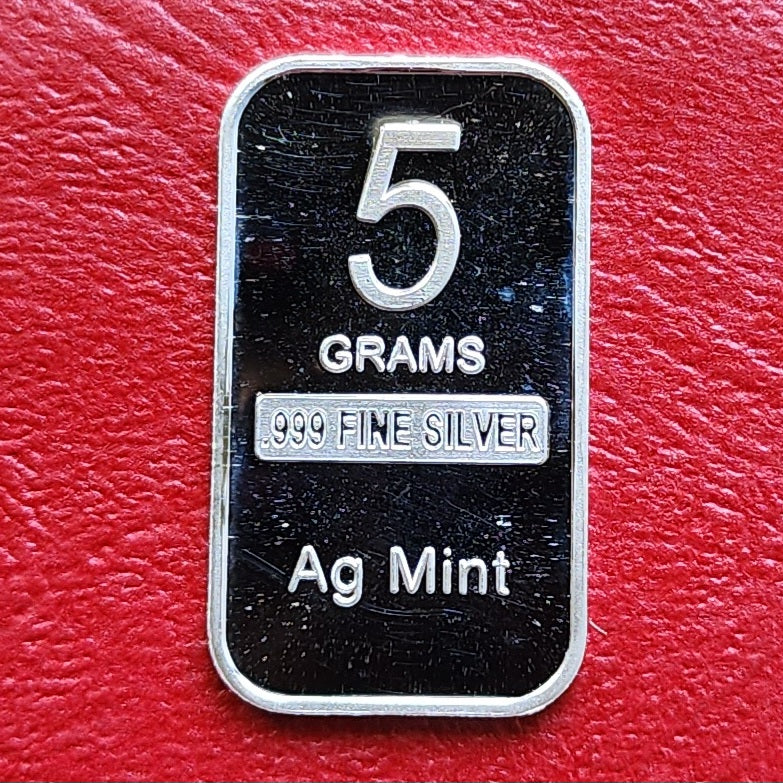 5
GRAMS
.999 FINE SILVER
Ag Mint